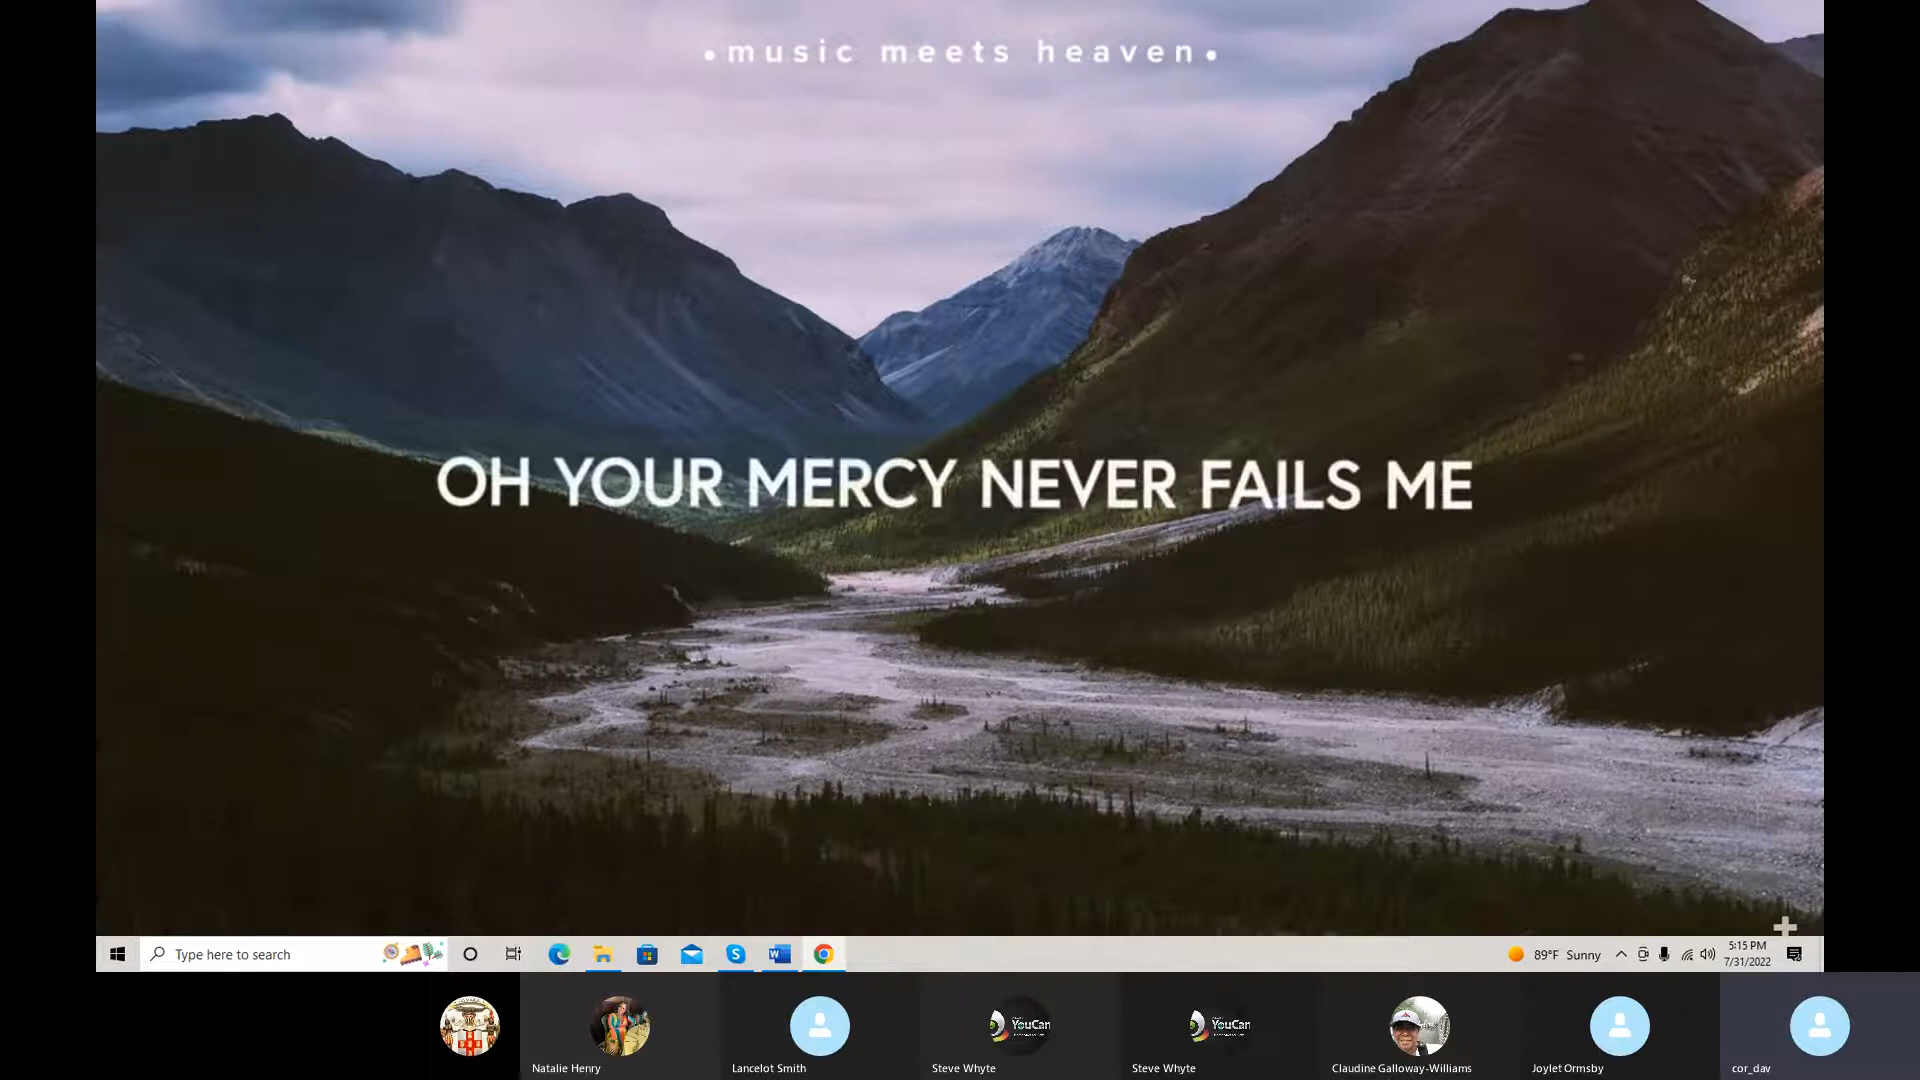 •music meets heaven•
OH YOUR MERCY NEVER FAILS ME
Type here to search
89°F Sunny
5:15 PM
7/31/2022
Natalie Henry
Lancelot Smith
YouCan
Steve Whyte
YouCan
Steve Whyte
Claudine Galloway-Williams
Joylet Ormsby
cor_dav